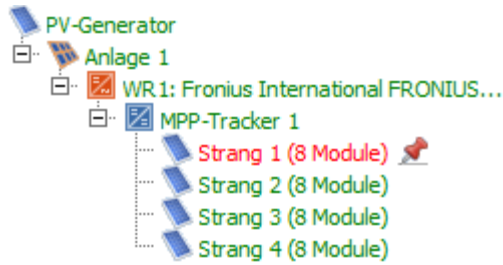 PV-Generator
Anlage 1
WR1: Fronius International FRONIUS...
MPP-Tracker 1
Strang 1 (8 Module)
Strang 2 (8 Module)
Strang 3 (8 Module)
Strang 4 (8 Module)